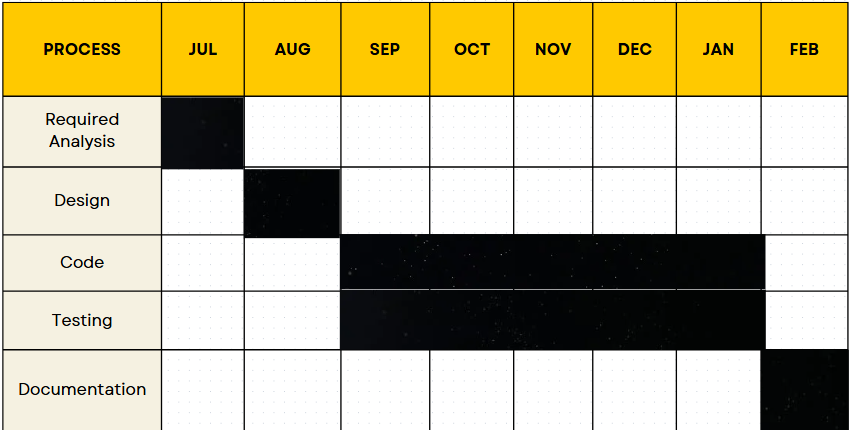 PROCESS JUL AUG SEP OCT NOV DEC JAN FEB
Required
Analysis
Design
Code
Testing
Documentation